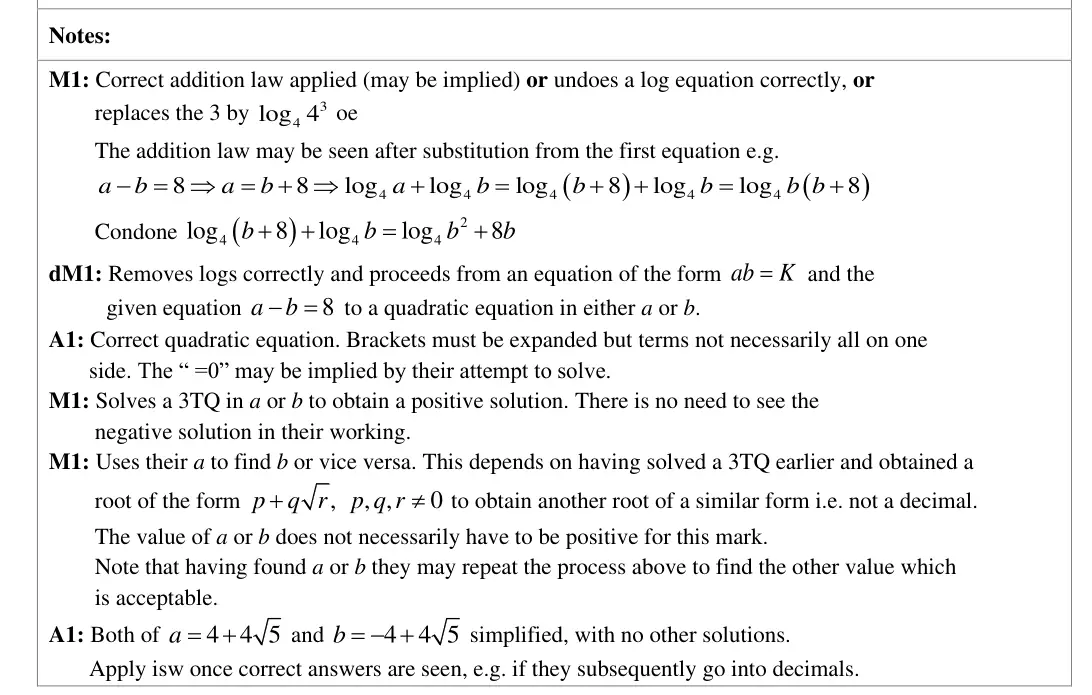 Notes:
M1: Correct addition law applied (may be implied) or undoes a log equation correctly, or
replaces the 3 by log₄ 4³ oe
The addition law may be seen after substitution from the first equation e.g.
a − b = 8 ⇒ a = b + 8 ⇒ log₄ a + log₄ b = log₄ (b + 8) + log₄ b = log₄ b(b + 8)
Condone log₄ (b + 8) + log₄ b = log₄ b² + 8b
dM1: Removes logs correctly and proceeds from an equation of the form ab = K and the
given equation a − b = 8 to a quadratic equation in either a or b.
A1: Correct quadratic equation. Brackets must be expanded but terms not necessarily all on one
side. The “ =0” may be implied by their attempt to solve.
M1: Solves a 3TQ in a or b to obtain a positive solution. There is no need to see the
negative solution in their working.
M1: Uses their a to find b or vice versa. This depends on having solved a 3TQ earlier and obtained a
root of the form p + q√r, p, q, r ≠ 0 to obtain another root of a similar form i.e. not a decimal.
The value of a or b does not necessarily have to be positive for this mark.
Note that having found a or b they may repeat the process above to find the other value which
is acceptable.
A1: Both of a = 4 + 4√5 and b = −4 + 4√5 simplified, with no other solutions.
Apply isw once correct answers are seen, e.g. if they subsequently go into decimals.